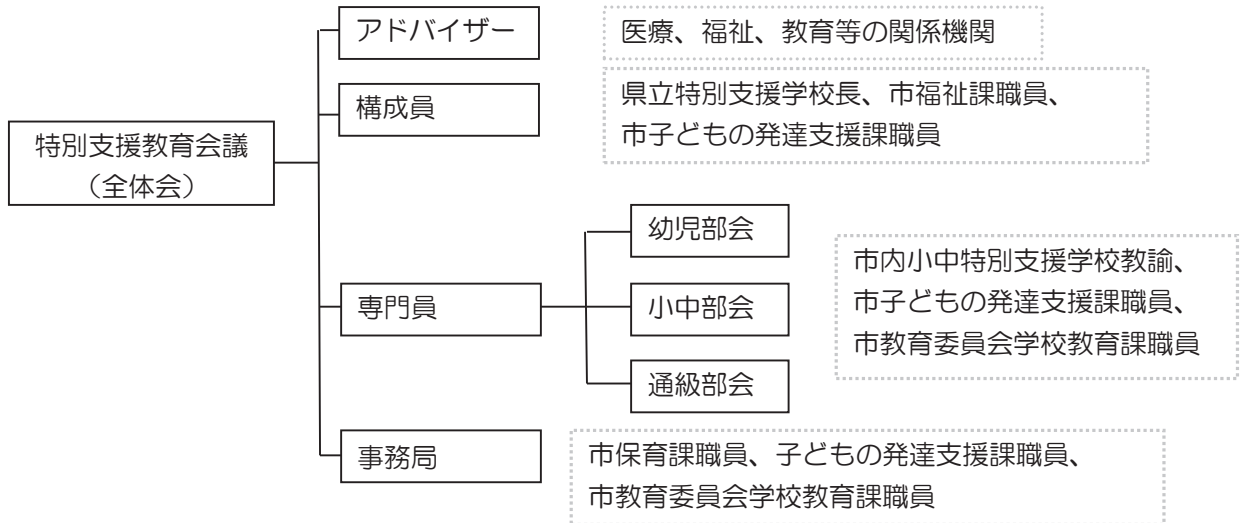 アドバイザー
医療、福祉、教育等の関係機関
構成員
県立特別支援学校長、市福祉課職員、
市子どもの発達支援課職員
特別支援教育会議
（全体会）
専門員
幼児部会
小中部会
通級部会
市内小中特別支援学校教諭、
市子どもの発達支援課職員、
市教育委員会学校教育課職員
事務局
市保育課職員、子どもの発達支援課職員、
市教育委員会学校教育課職員